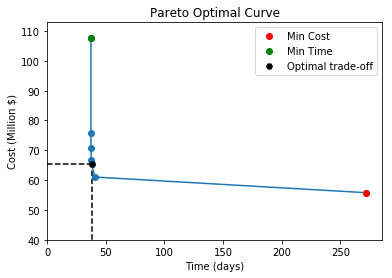 Pareto Optimal Curve
110
100
90
80
70
60
50
40
Cost (Million $)
Min Cost
Min Time
Optimal trade-off
0
50
100
150
200
250
Time (days)